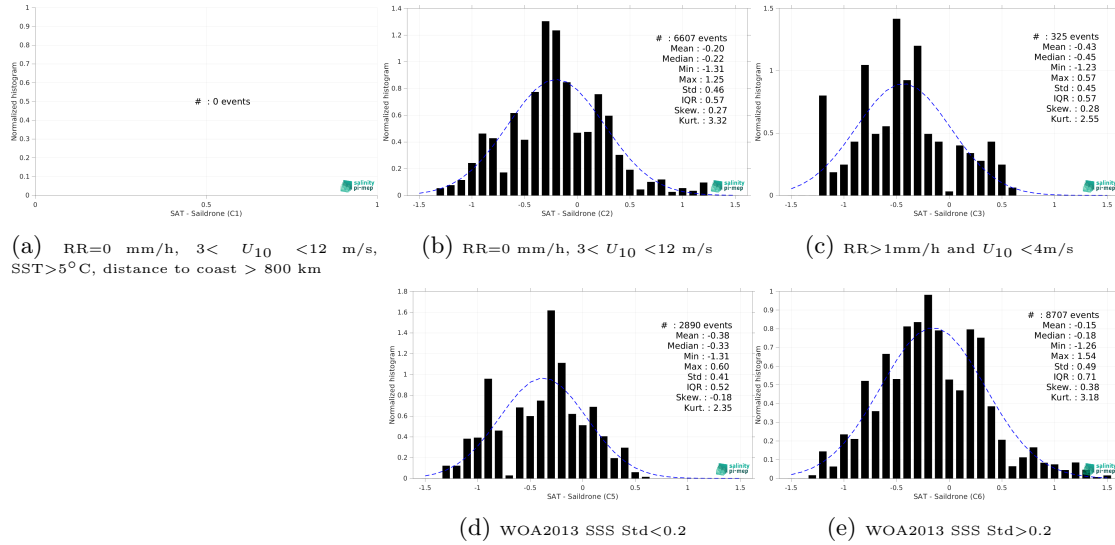 1
0.9
0.8
0.7
0.6
0.5
0.4
0.3
0.2
0.1
0
Normalized histogram
# : 0 events
0 0.5 1
SAT - Saildrone (C1)
salinity
pi-mep
(a) RR=0 mm/h, 3< U10 <12 m/s,
SST>5°C, distance to coast > 800 km
1.4
1.2
1
0.8
0.6
0.4
0.2
0
Normalized histogram
# : 6607 events
Mean : -0.20
Median : -0.22
Min : -1.31
Max : 1.25
Std : 0.46
IQR : 0.57
Skew. : 0.27
Kurt. : 3.32
-1.5 -1 -0.5 0 0.5 1 1.5
SAT - Saildrone (C2)
salinity
pi-mep
(b) RR=0 mm/h, 3< U10 <12 m/s
1.5
1
0.5
0
Normalized histogram
# : 325 events
Mean : -0.43
Median : -0.45
Min : -1.23
Max : 0.57
Std : 0.45
IQR : 0.57
Skew. : 0.28
Kurt. : 2.55
-1.5 -1 -0.5 0 0.5 1 1.5
SAT - Saildrone (C3)
salinity
pi-mep
(c) RR>1mm/h and U10 <4m/s
1.8
1.6
1.4
1.2
1
0.8
0.6
0.4
0.2
0
Normalized histogram
# : 2890 events
Mean : -0.38
Median : -0.33
Min : -1.31
Max : 0.60
Std : 0.41
IQR : 0.52
Skew. : -0.18
Kurt. : 2.35
-1.5 -1 -0.5 0 0.5 1 1.5
SAT - Saildrone (C5)
salinity
pi-mep
(d) WOA2013 SSS Std<0.2
1
0.9
0.8
0.7
0.6
0.5
0.4
0.3
0.2
0.1
0
Normalized histogram
# : 8707 events
Mean : -0.15
Median : -0.18
Min : -1.26
Max : 1.54
Std : 0.49
IQR : 0.71
Skew. : 0.38
Kurt. : 3.18
-1.5 -1 -0.5 0 0.5 1 1.5
SAT - Saildrone (C6)
salinity
pi-mep
(e) WOA2013 SSS Std>0.2